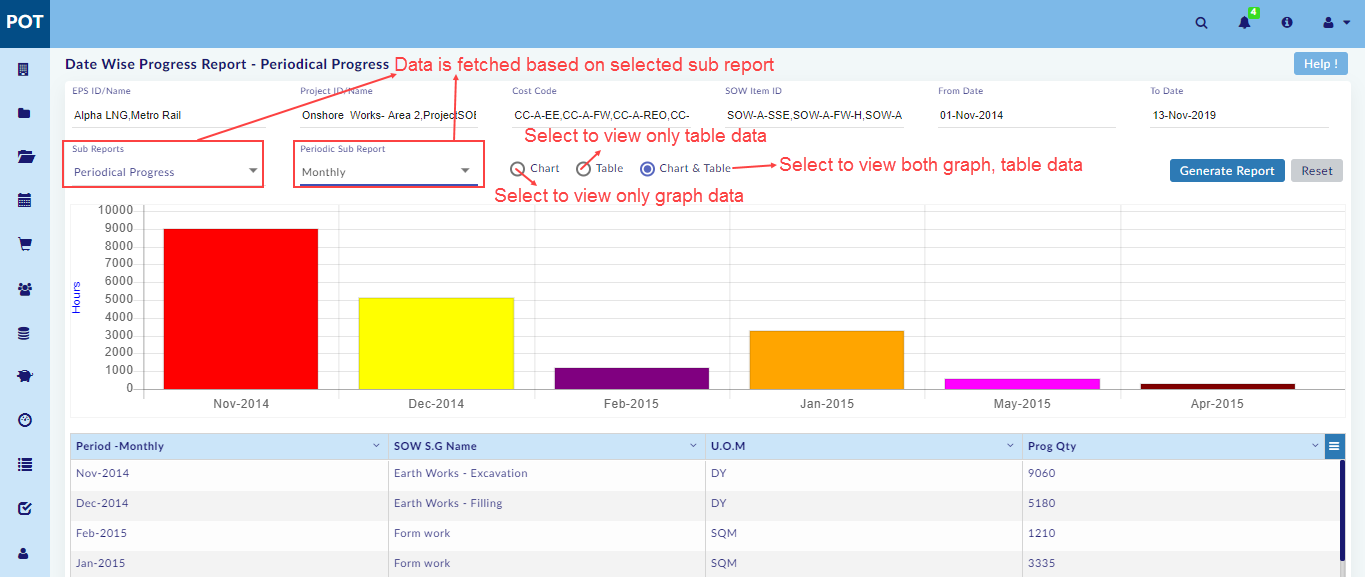 POT
4
Date Wise Progress Report - Periodical Progress
Data is fetched based on selected sub report
Help !
EPS ID/Name
Project ID/Name
Cost Code
SOW Item ID
From Date
To Date
Alpha LNG,Metro Rail
Onshore Works- Area 2,ProjectSOE
CC-A-EE,CC-A-FW,CC-A-REO,CC-
SOW-A-SSE,SOW-A-FW-H,SOW-A
01-Nov-2014
13-Nov-2019
Select to view only table data
Sub Reports
Periodical Progress
Periodic Sub Report
Monthly
Chart
Table
Chart & Table
Select to view both graph, table data
Generate Report
Reset
Select to view only graph data
10000
9000
8000
7000
6000
5000
4000
3000
2000
1000
0
Hours
Nov-2014
Dec-2014
Feb-2015
Jan-2015
May-2015
Apr-2015
Period -Monthly
SOW S.G Name
U.O.M
Prog Qty
Nov-2014
Earth Works - Excavation
DY
9060
Dec-2014
Earth Works - Filling
DY
5180
Feb-2015
Form work
SQM
1210
Jan-2015
Form work
SQM
3335